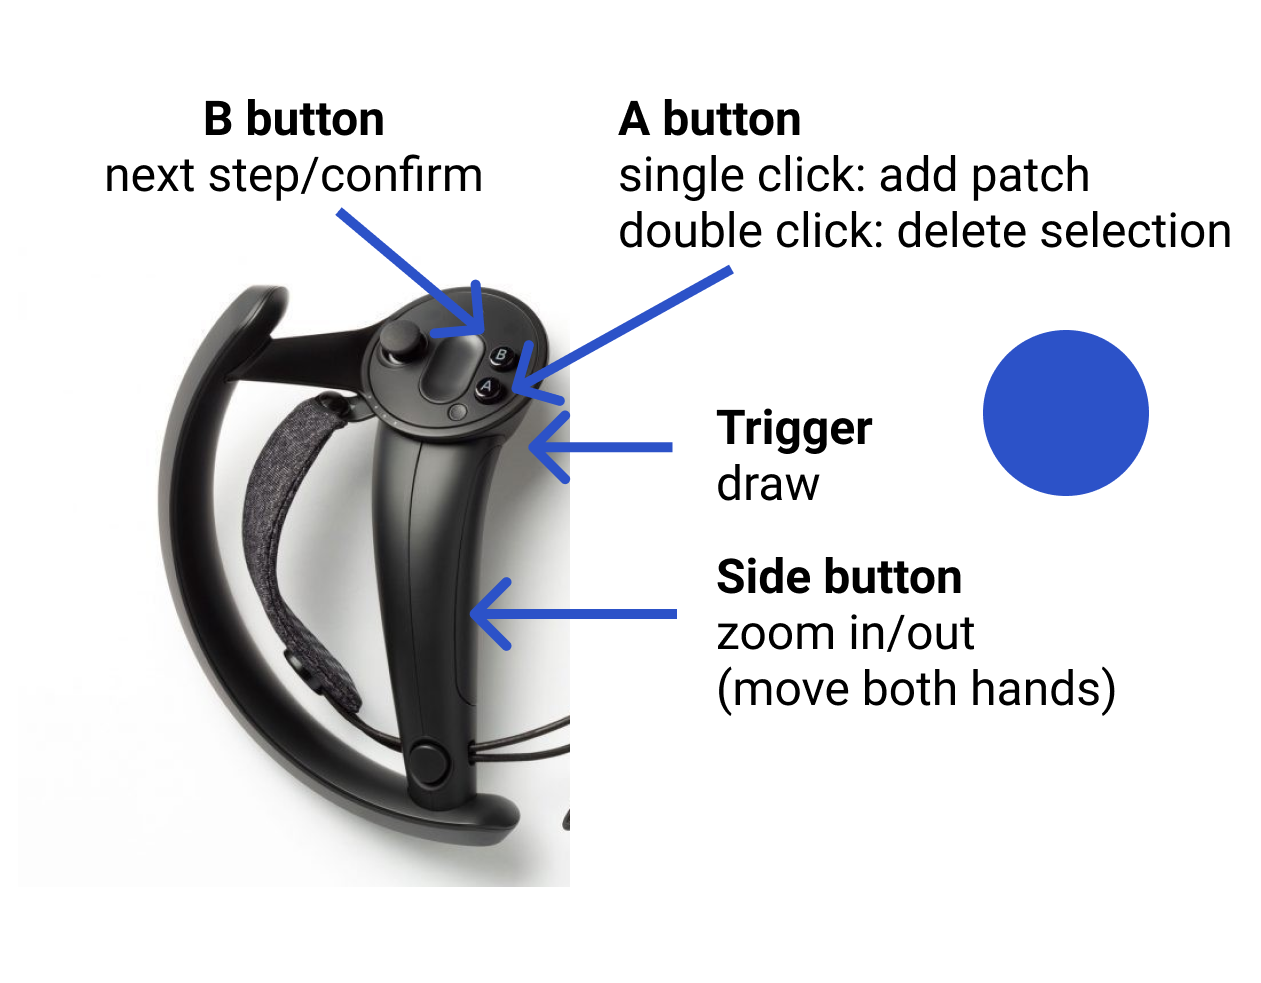 B button
next step/confirm
A button
single click: add patch
double click: delete selection
B
A
Trigger
draw
Side button
zoom in/out
(move both hands)